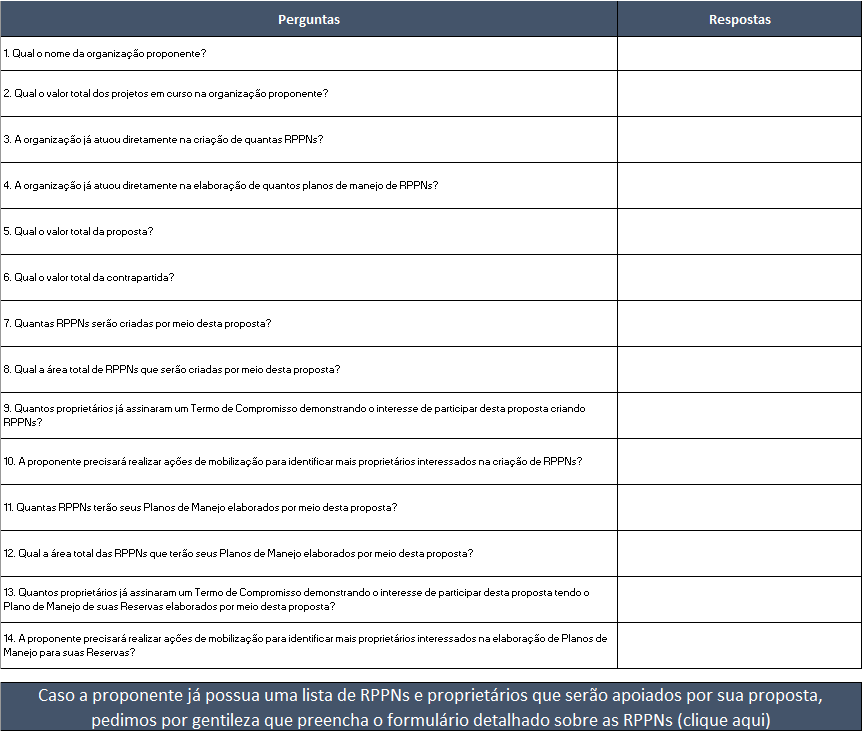 Perguntas
Respostas
1. Qual o nome da organização proponente?
2. Qual o valor total dos projetos em curso na organização proponente?
3. A organização já atuou diretamente na criação de quantas RPPNs?
4. A organização já atuou diretamente na elaboração de quantos planos de manejo de RPPNs?
5. Qual o valor total da proposta?
6. Qual o valor total da contrapartida?
7. Quantas RPPNs serão criadas por meio desta proposta?
8. Qual a área total de RPPNs que serão criadas por meio desta proposta?
9. Quantos proprietários já assinaram um Termo de Compromisso demonstrando o interesse de participar desta proposta criando
RPPNs?
10. A proponente precisará realizar ações de mobilização para identificar mais proprietários interessados na criação de RPPNs?
11. Quantas RPPNs terão seus Planos de Manejo elaborados por meio desta proposta?
12. Qual a área total das RPPNs que terão seus Planos de Manejo elaborados por meio desta proposta?
13. Quantos proprietários já assinaram um Termo de Compromisso demonstrando o interesse de participar desta proposta tendo o
Plano de Manejo de suas Reservas elaborados por meio desta proposta?
14. A proponente precisará realizar ações de mobilização para identificar mais proprietários interessados na elaboração de Planos de
Manejo para suas Reservas?
Caso a proponente já possua uma lista de RPPNs e proprietários que serão apoiados por sua proposta,
pedimos por gentileza que preencha o formulário detalhado sobre as RPPNs (clique aqui)